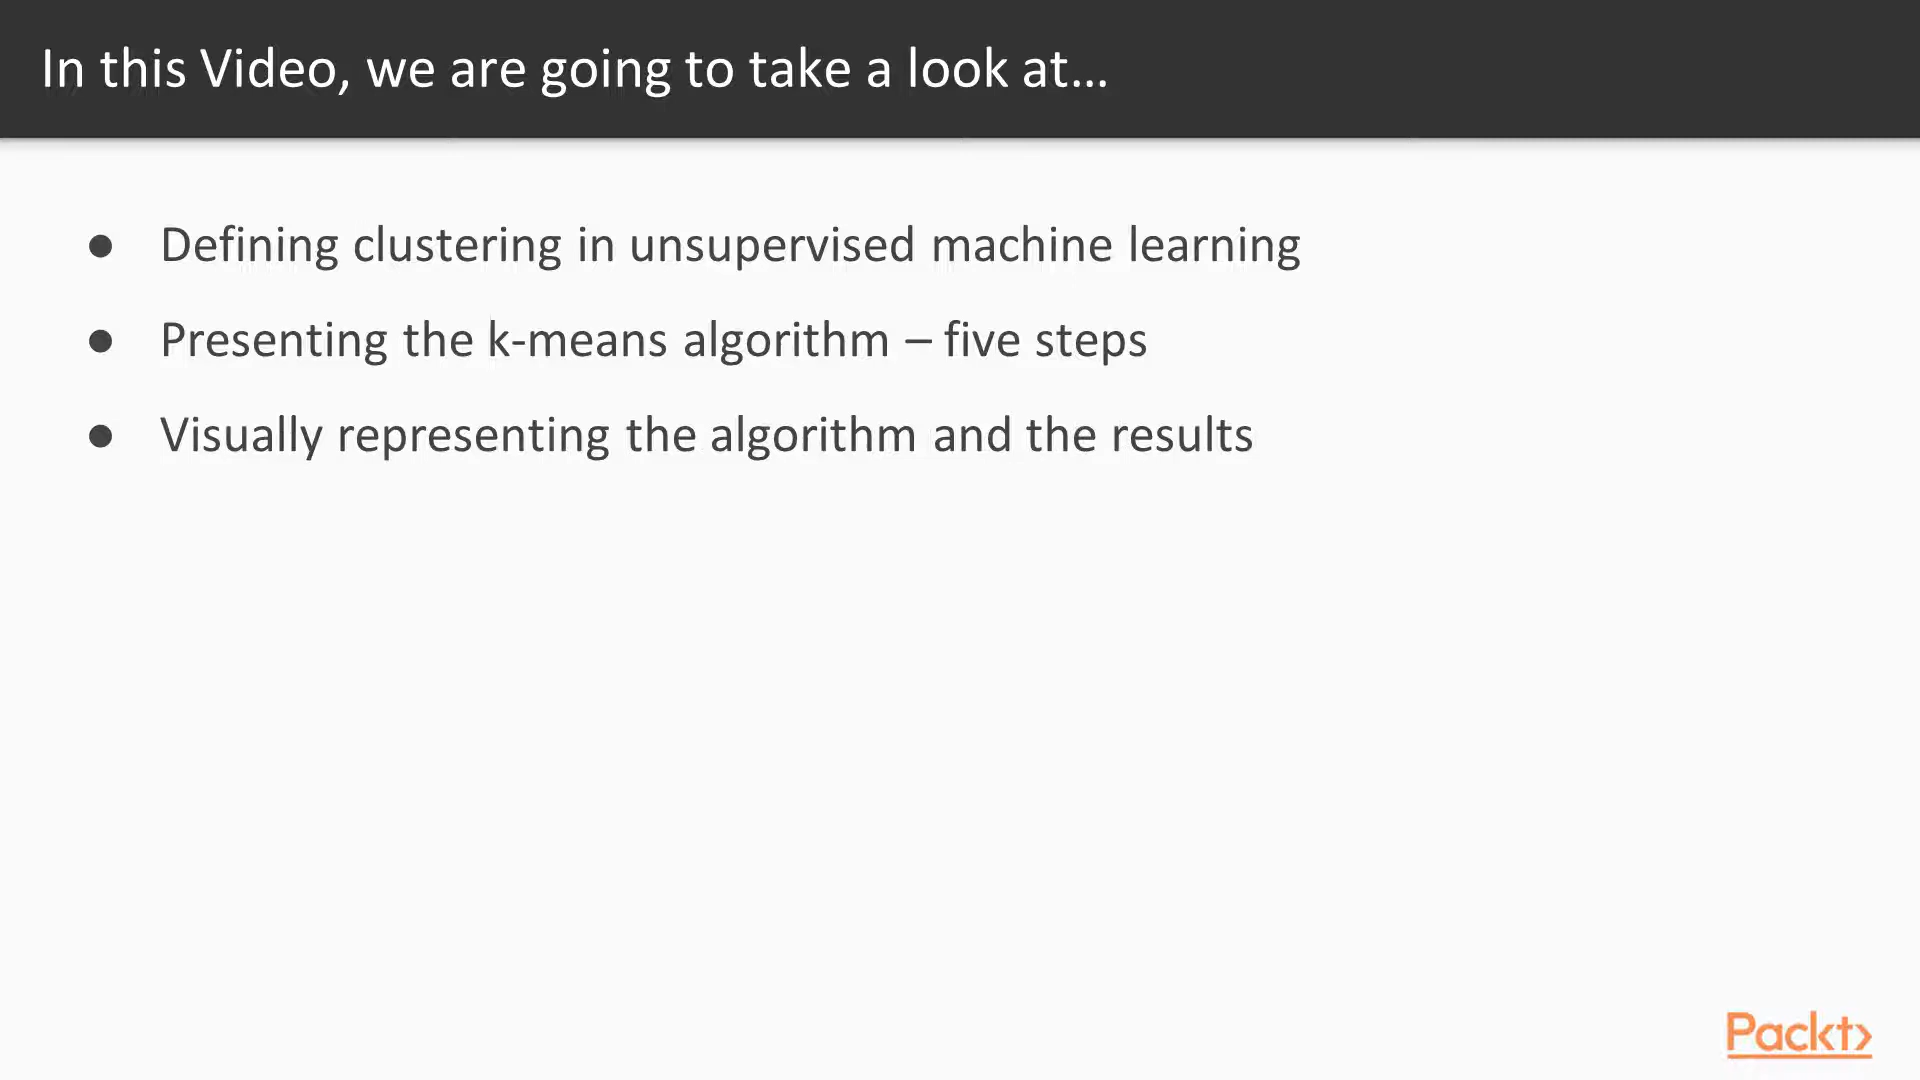 In this Video, we are going to take a look at...
● Defining clustering in unsupervised machine learning
● Presenting the k-means algorithm – five steps
● Visually representing the algorithm and the results
Packt>